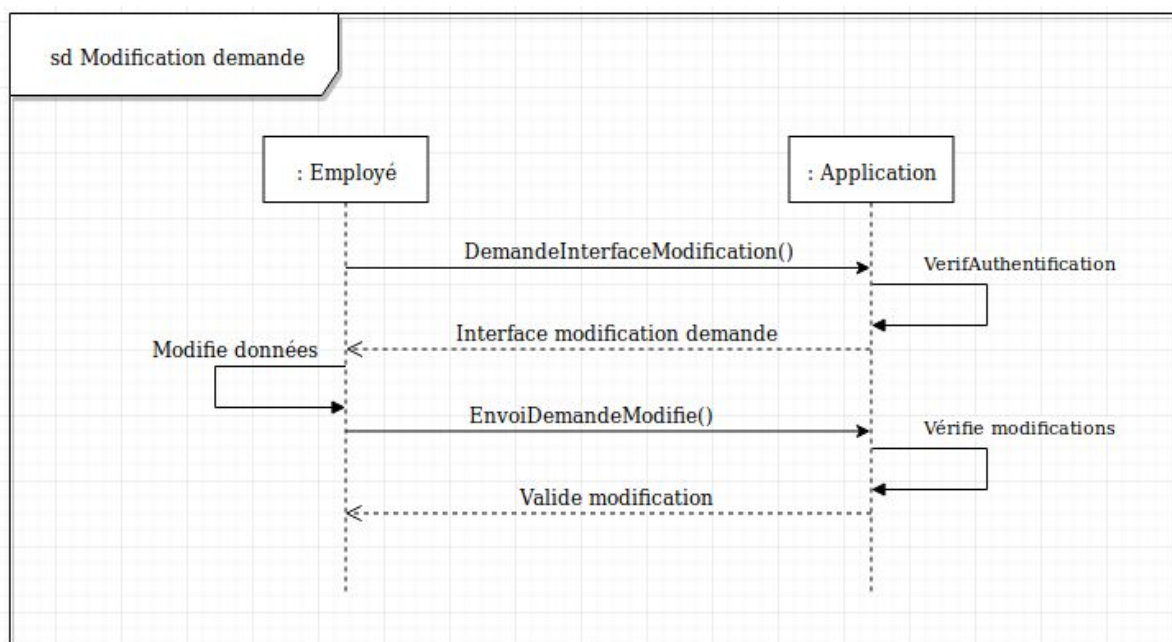 sd Modification demande
: Employé
: Application
DemandeInterfaceModification()
VerifAuthentification
Interface modification demande
Modifie données
EnvoiDemandeModifie()
Vérifie modifications
Valide modification